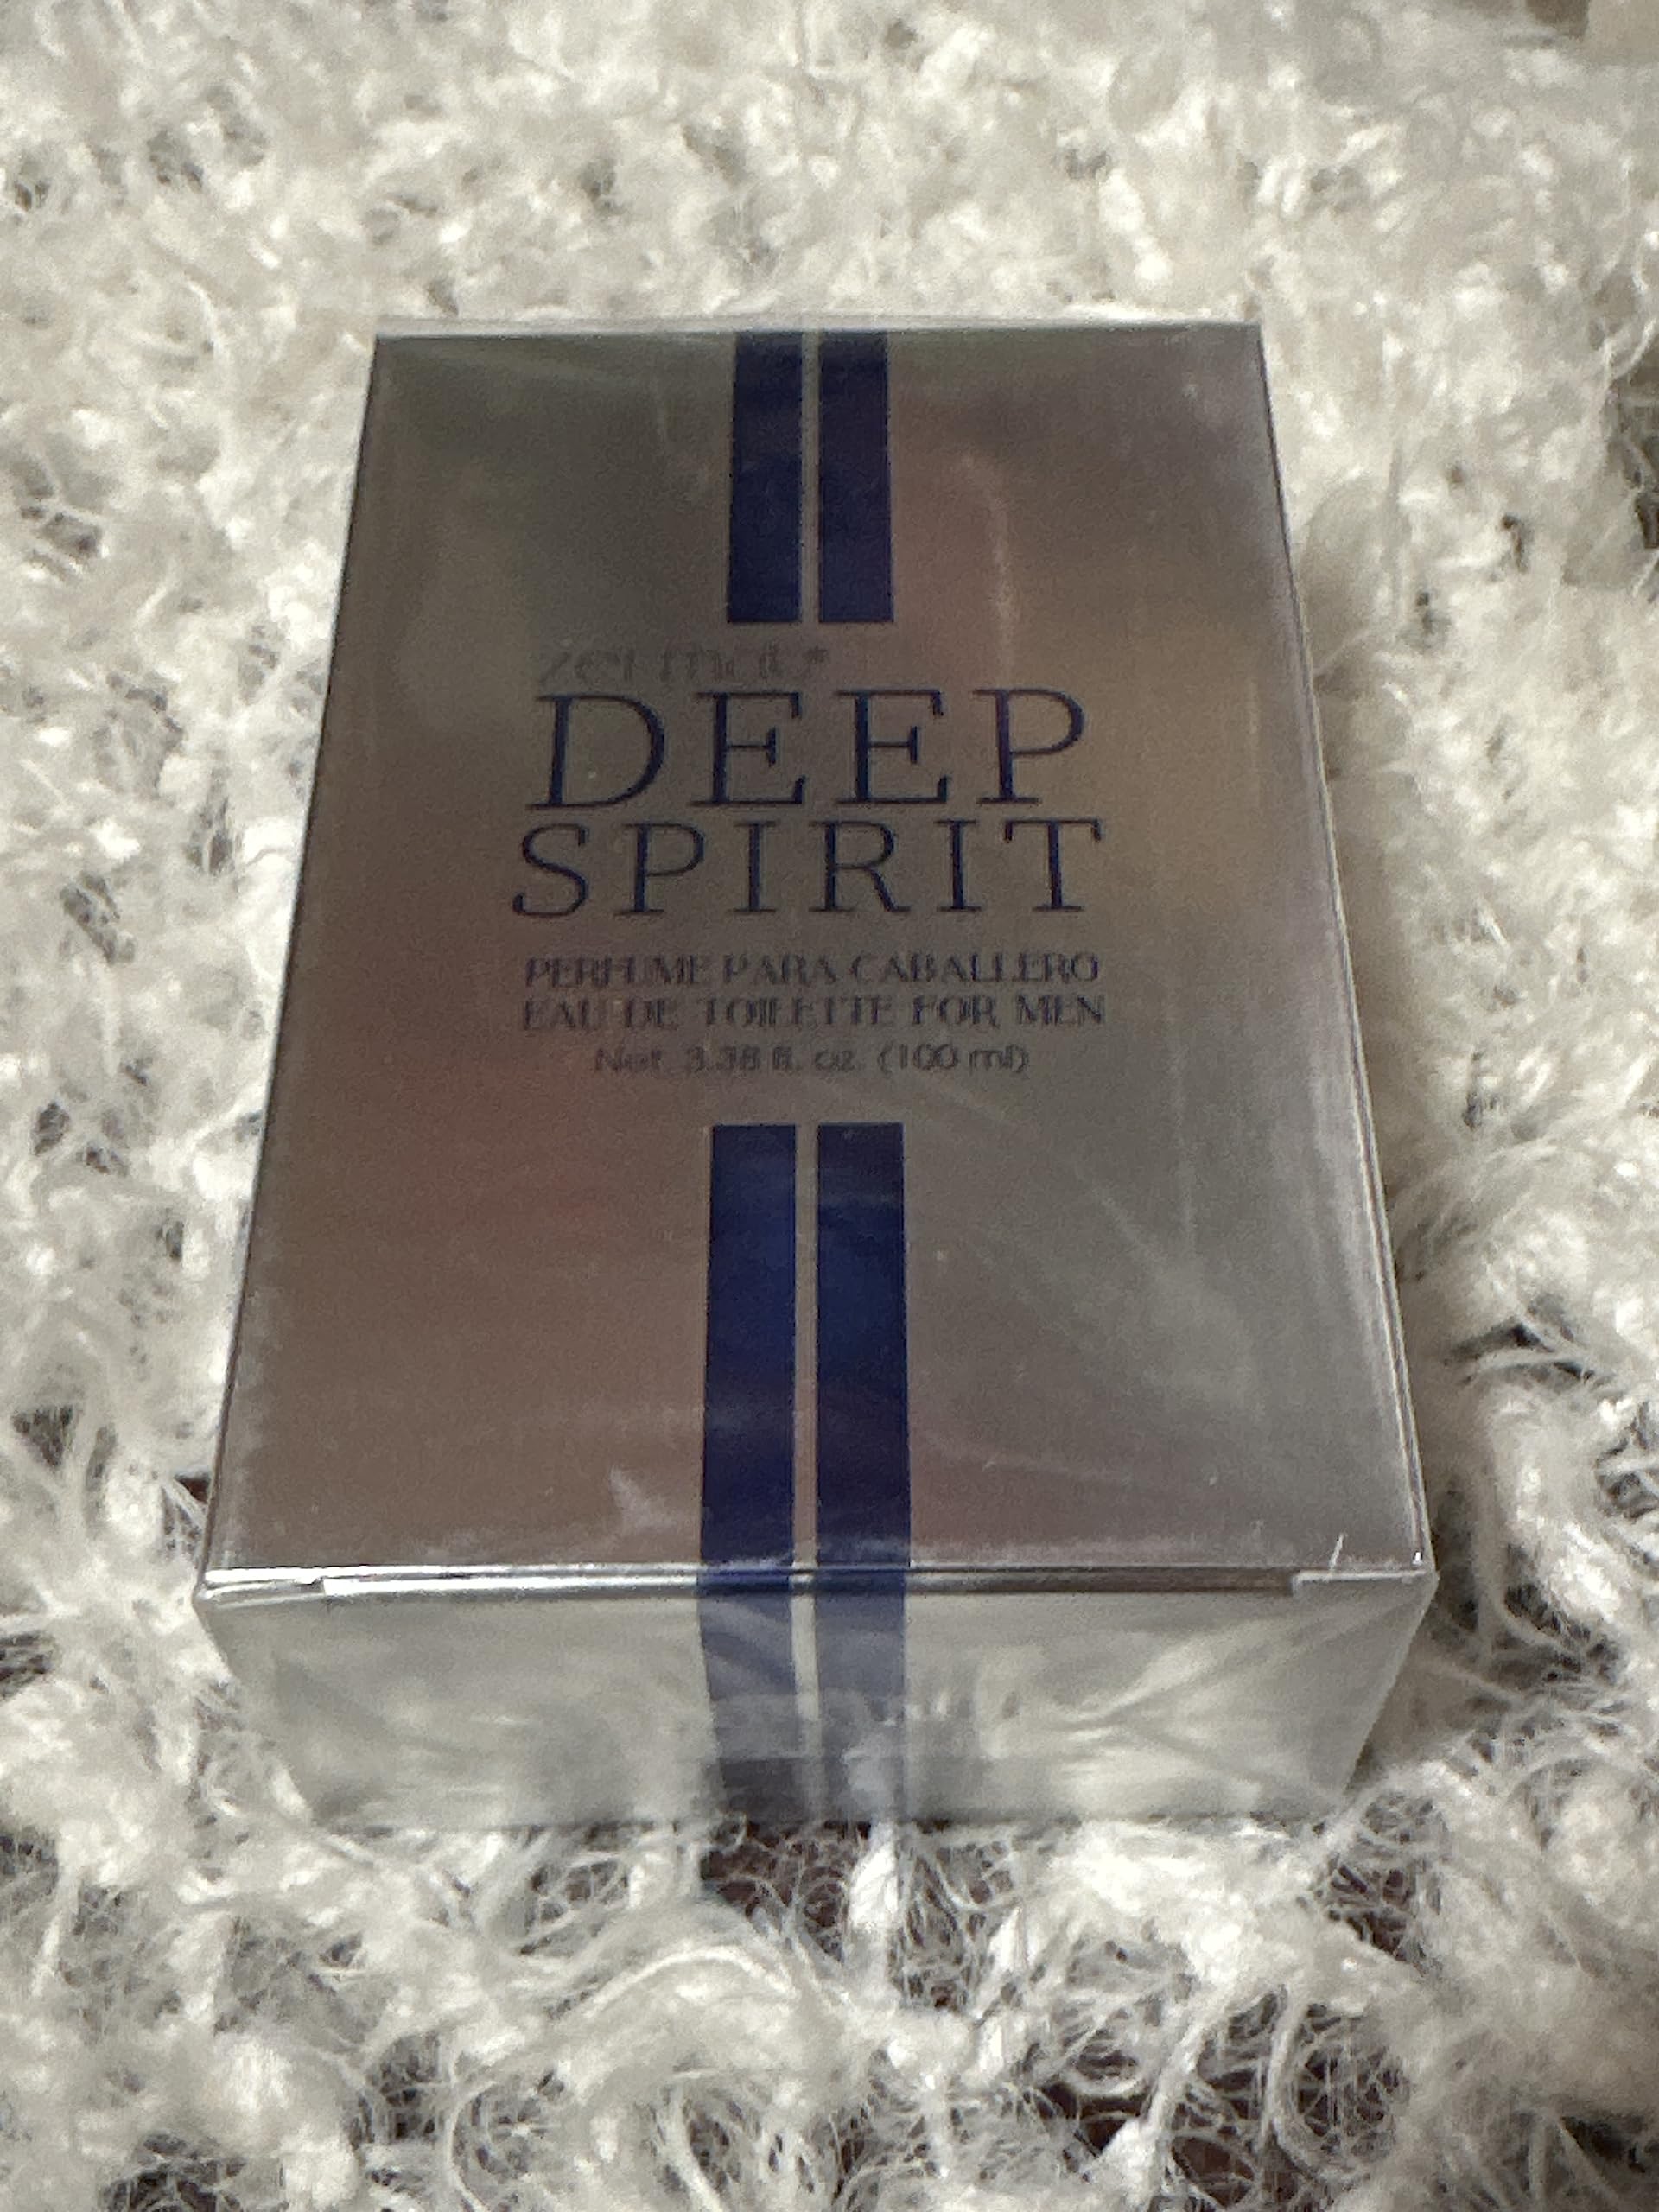 zermat
DEEP
SPIRIT
PERFUME PARA CABALLERO
EAU DE TOILETTE FOR MEN
Net. 3.38 fl. oz. (100 ml)